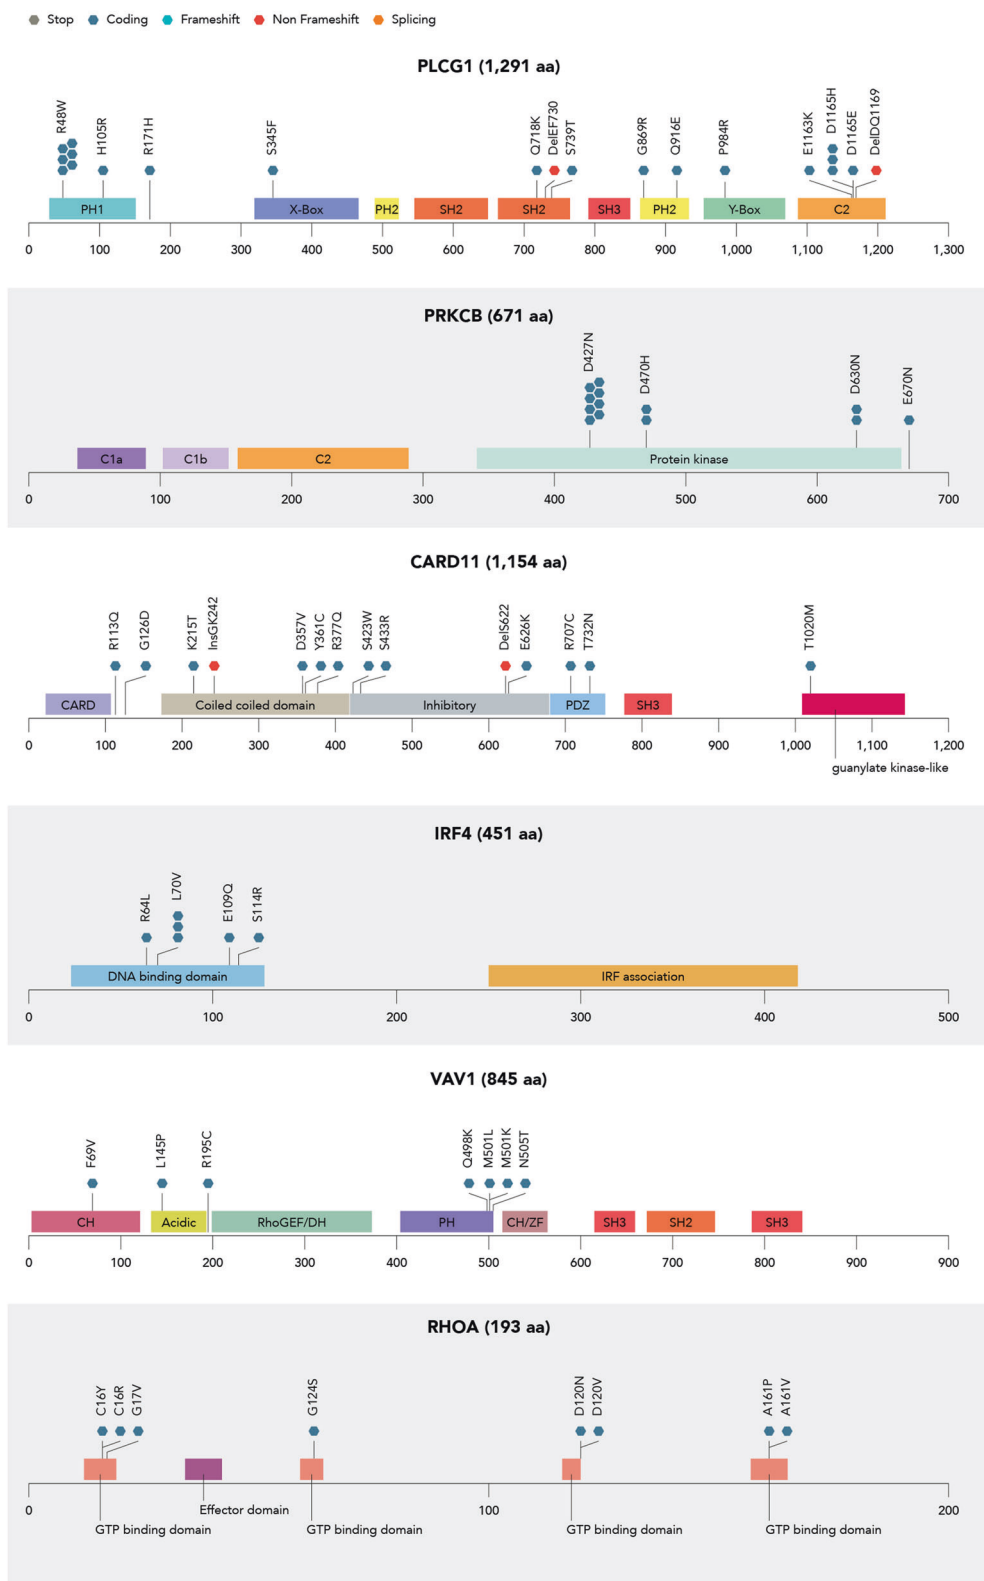 Stop Coding Frameshift Non Frameshift Splicing
PLCG1 (1,291 aa)
R48W H105R R171H S345F Q718K DelEF730 S739T G869R Q916E P984R E1163K D1165H D1165E DelDQ1169
PH1 X-Box PH2 SH2 SH2 SH3 PH2 Y-Box C2
0 100 200 300 400 500 600 700 800 900 1,000 1,100 1,200 1,300
PRKCB (671 aa)
D427N D470H D630N E670N
C1a C1b C2 Protein kinase
0 100 200 300 400 500 600 700
CARD11 (1,154 aa)
R113Q G126D K215T InsGK242 D357V Y361C R377Q S423W S433R DelS622 E626K R707C T732N T1020M
CARD Coiled coiled domain Inhibitory PDZ SH3
0 100 200 300 400 500 600 700 800 900 1,000 1,100 1,200
guanylate kinase-like
IRF4 (451 aa)
R64L L70V E109Q S114R
DNA binding domain IRF association
0 100 200 300 400 500
VAV1 (845 aa)
F69V L145P R195C Q498K M501L M501K N505T
CH Acidic RhoGEF/DH PH CH/ZF SH3 SH2 SH3
0 100 200 300 400 500 600 700 800 900 900
RHOA (193 aa)
C16Y C16R G17V G124S D120N D120V A161P A161V
0 100 200
Effector domain
GTP binding domain GTP binding domain GTP binding domain GTP binding domain